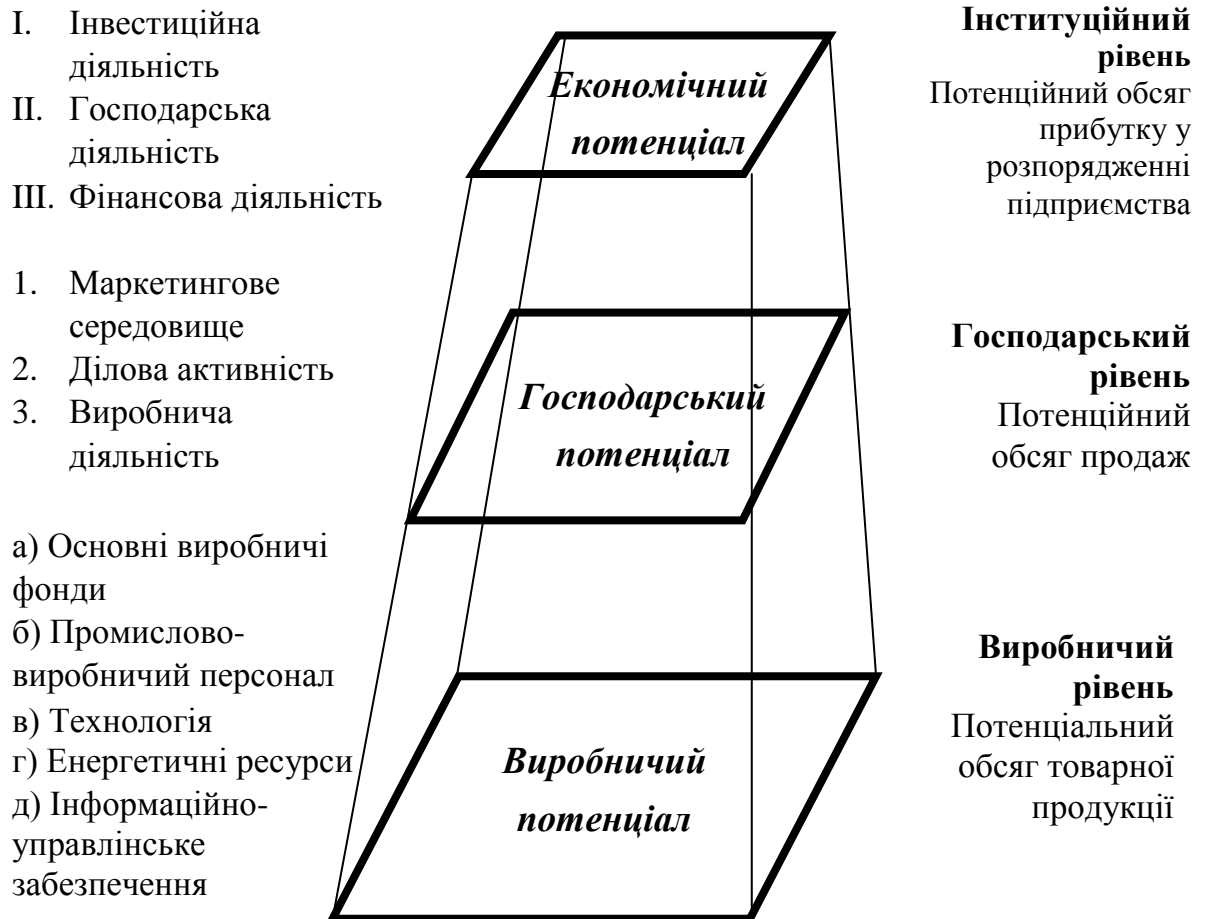 I. Інвестиційна
діяльність
II. Господарська
діяльність
III. Фінансова діяльність
1. Маркетингове
середовище
2. Ділова активність
3. Виробнича
діяльність
а) Основні виробничі
фонди
б) Промислово-
виробничий персонал
в) Технологія
г) Енергетичні ресурси
д) Інформаційно-
управлінське
забезпечення
Економічний
потенціал
Господарський
потенціал
Виробничий
потенціал
Інституційний
рівень
Потенційний обсяг
прибутку у
розпорядженні
підприємства
Господарський
рівень
Потенційний
обсяг продаж
Виробничий
рівень
Потенціальний
обсяг товарної
продукції